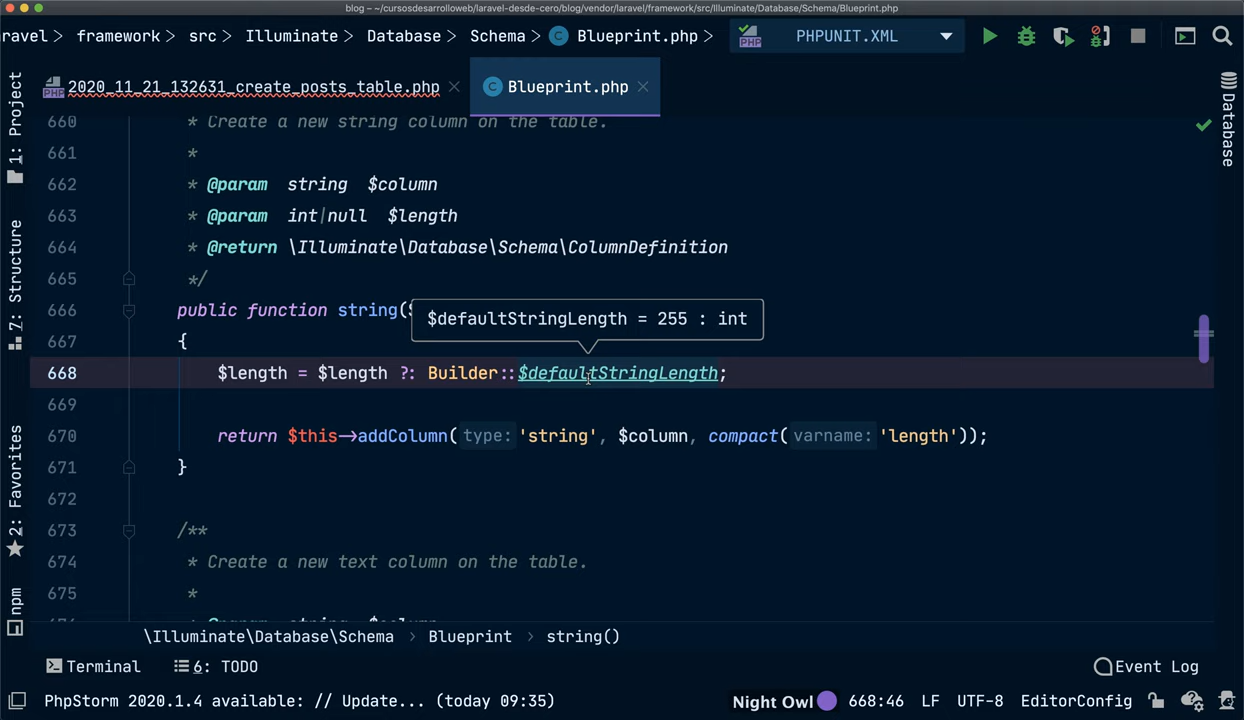 blog – ~/cursosdesarrolloweb/laravel-desde-cero/blog/vendor/laravel/framework/src/Illuminate/Database/Schema/Blueprint.php
ravel > framework > src > Illuminate > Database > Schema > Blueprint.php > PHP PHPUNIT.XML
PHP 2020_11_21_132631_create_posts_table.php Blueprint.php
1: Project
7: Structure
2: Favorites
npm
Database
660 * Create a new string column on the table.
661 *
662 * @param string $column
663 * @param int|null $length
664 * @return \Illuminate\Database\Schema\ColumnDefinition
665 */
666 public function string($
$defaultStringLength = 255 : int
667 {
668 $length = $length ?: Builder::$defaultStringLength;
669
670 return $this->addColumn( type: 'string', $column, compact( varname: 'length'));
671 }
672
673 /**
674 * Create a new text column on the table.
675 *
\Illuminate\Database\Schema > Blueprint > string()
Terminal 6: TODO Event Log
PhpStorm 2020.1.4 available: // Update... (today 09:35) Night Owl 668:46 LF UTF-8 EditorConfig